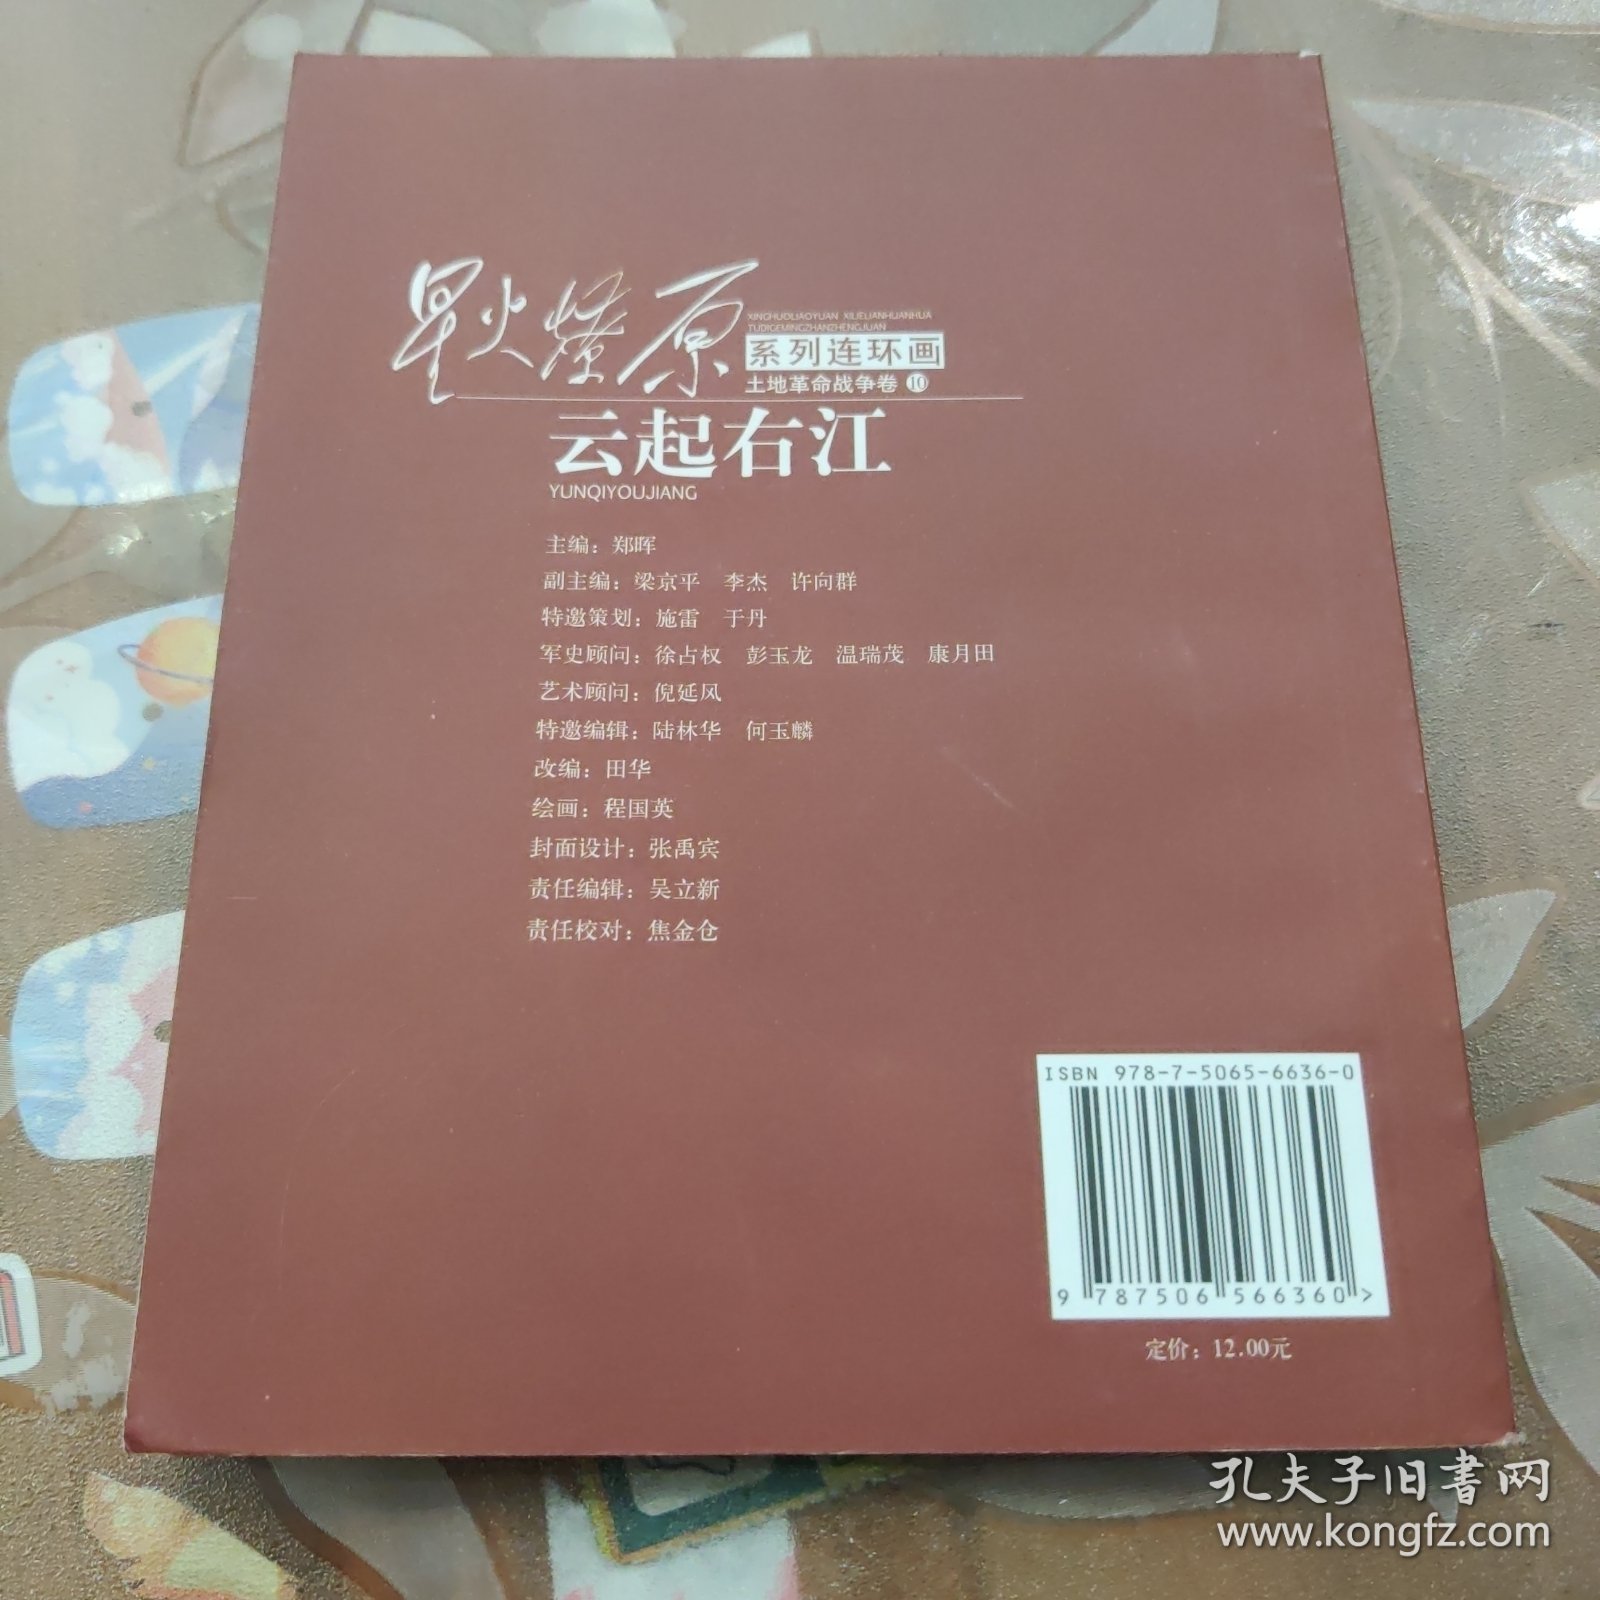 星火燎原
XINGHUOLIAOYUAN XILIELIANHUANHUA
TUDIGEMINGZHANZHENGJUAN
系列连环画
土地革命战争卷 10
云起右江
YUNQIYOUJIANG
主编：郑晖
副主编：梁京平 李杰 许向群
特邀策划：施雷 于丹
军史顾问：徐占权 彭玉龙 温瑞茂 康月田
艺术顾问：倪延风
特邀编辑：陆林华 何玉麟
改编：田华
绘画：程国英
封面设计：张禹宾
责任编辑：吴立新
责任校对：焦金仓
ISBN 978-7-5065-6636-0
9 787506 566360 >
定价：12.00元
孔夫子旧书网
www.kongfz.com